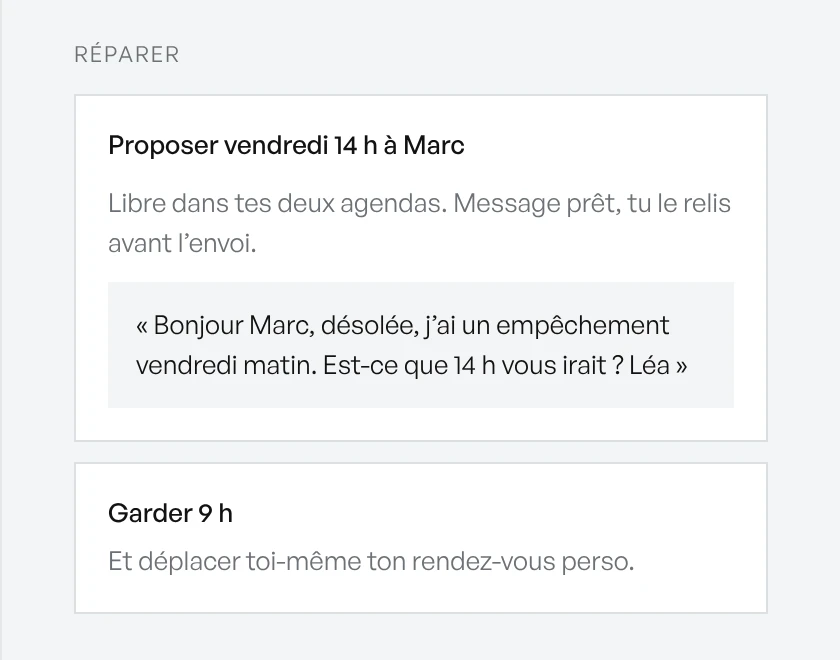 RÉPARER
Proposer vendredi 14 h à Marc
Libre dans tes deux agendas. Message prêt, tu le relis
avant l’envoi.
« Bonjour Marc, désolée, j’ai un empêchement
vendredi matin. Est-ce que 14 h vous irait ? Léa »
Garder 9 h
Et déplacer toi-même ton rendez-vous perso.